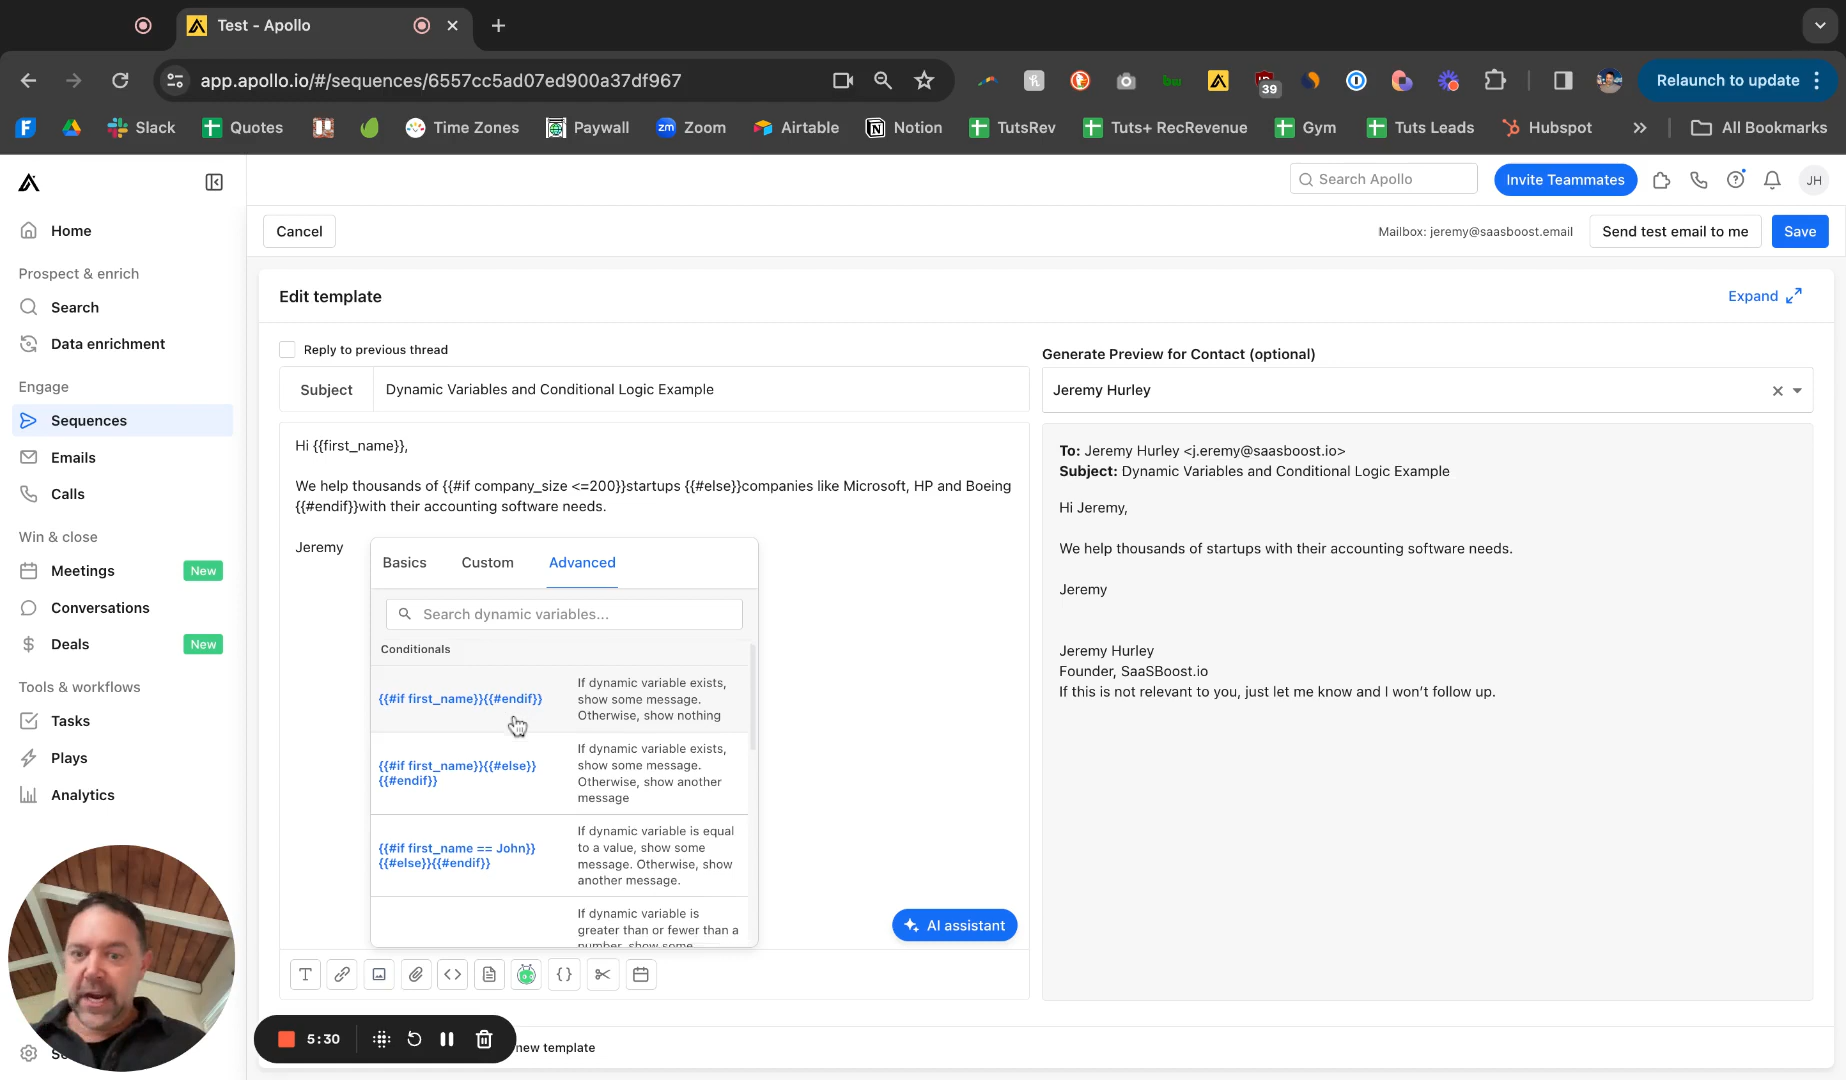 Test - Apollo
app.apollo.io/#/sequences/6557cc5ad07ed900a37df967
39
Relaunch to update
Slack
Quotes
Time Zones
Paywall
zm Zoom
Airtable
Notion
TutsRev
Tuts+ RecRevenue
Gym
Tuts Leads
Hubspot
All Bookmarks
Search Apollo
Invite Teammates
JH
Home
Prospect & enrich
Search
Data enrichment
Engage
Sequences
Emails
Calls
Win & close
Meetings New
Conversations
Deals New
Tools & workflows
Tasks
Plays
Analytics
Cancel
Mailbox: jeremy@saasboost.email
Send test email to me
Save
Edit template
Expand
Reply to previous thread
Subject
Dynamic Variables and Conditional Logic Example
Hi {{first_name}},
We help thousands of {{#if company_size <=200}}startups {{#else}}companies like Microsoft, HP and Boeing
{{#endif}}with their accounting software needs.
Jeremy
Basics Custom Advanced
Search dynamic variables...
Conditionals
{{#if first_name}}{{#endif}}
If dynamic variable exists,
show some message.
Otherwise, show nothing
{{#if first_name}}{{#else}}
{{#endif}}
If dynamic variable exists,
show some message.
Otherwise, show another
message
{{#if first_name == John}}
{{#else}}{{#endif}}
If dynamic variable is equal
to a value, show some
message. Otherwise, show
another message.
If dynamic variable is
greater than or fewer than a
number, show some
AI assistant
Generate Preview for Contact (optional)
Jeremy Hurley
To: Jeremy Hurley <j.eremy@saasboost.io>
Subject: Dynamic Variables and Conditional Logic Example
Hi Jeremy,
We help thousands of startups with their accounting software needs.
Jeremy
Jeremy Hurley
Founder, SaaSBoost.io
If this is not relevant to you, just let me know and I won't follow up.
5:30
new template